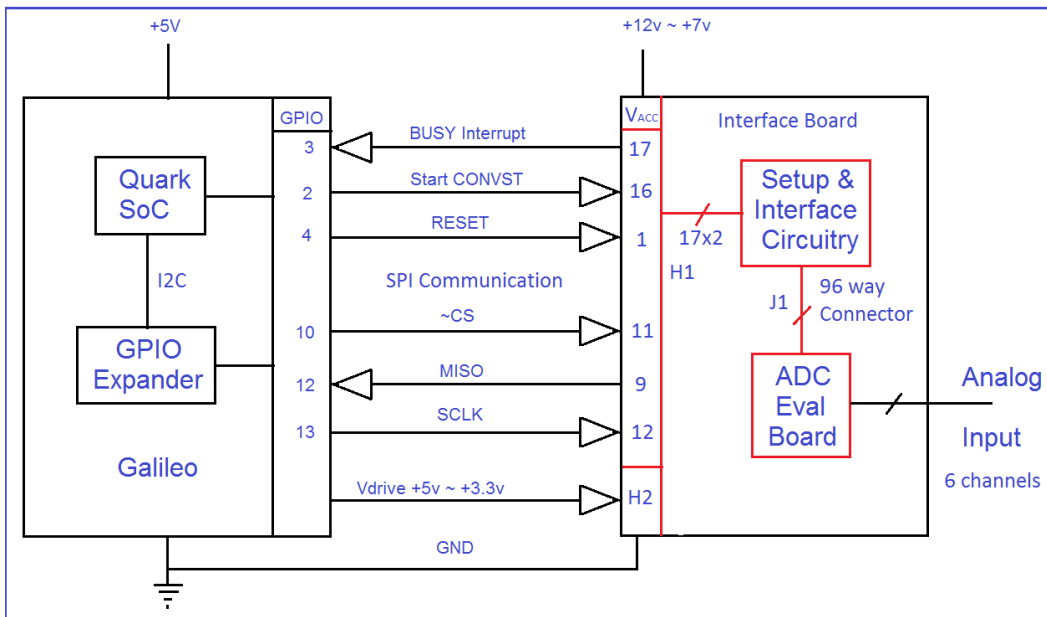 +5V
+12v ~ +7v
GPIO
VACC
Interface Board
3
BUSY Interrupt
17
Quark
SoC
2
Start CONVST
16
Setup &
Interface
Circuitry
4
RESET
1
17x2
H1
I2C
SPI Communication
J1
96 way
Connector
10
~CS
11
GPIO
Expander
12
MISO
9
ADC
Eval
Board
Analog
Input
6 channels
13
SCLK
12
Galileo
Vdrive +5v ~ +3.3v
H2
GND